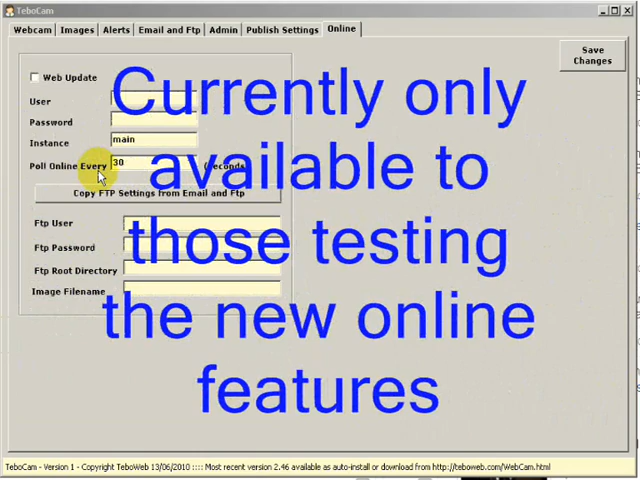 TeboCam
Webcam Images Alerts Email and Ftp Admin Publish Settings Online
Save
Changes
Web Update
User
Password
Instance main
Poll Online Every 30 (Seconds
Copy FTP Settings from Email and Ftp
Ftp User
Ftp Password
Ftp Root Directory
Image Filename
Currently only
available to
those testing
the new online
features
TeboCam - Version 1 - Copyright TeboWeb 13/06/2010 :::: Most recent version 2.46 available as auto-install or download from http://teboweb.com/WebCam.html